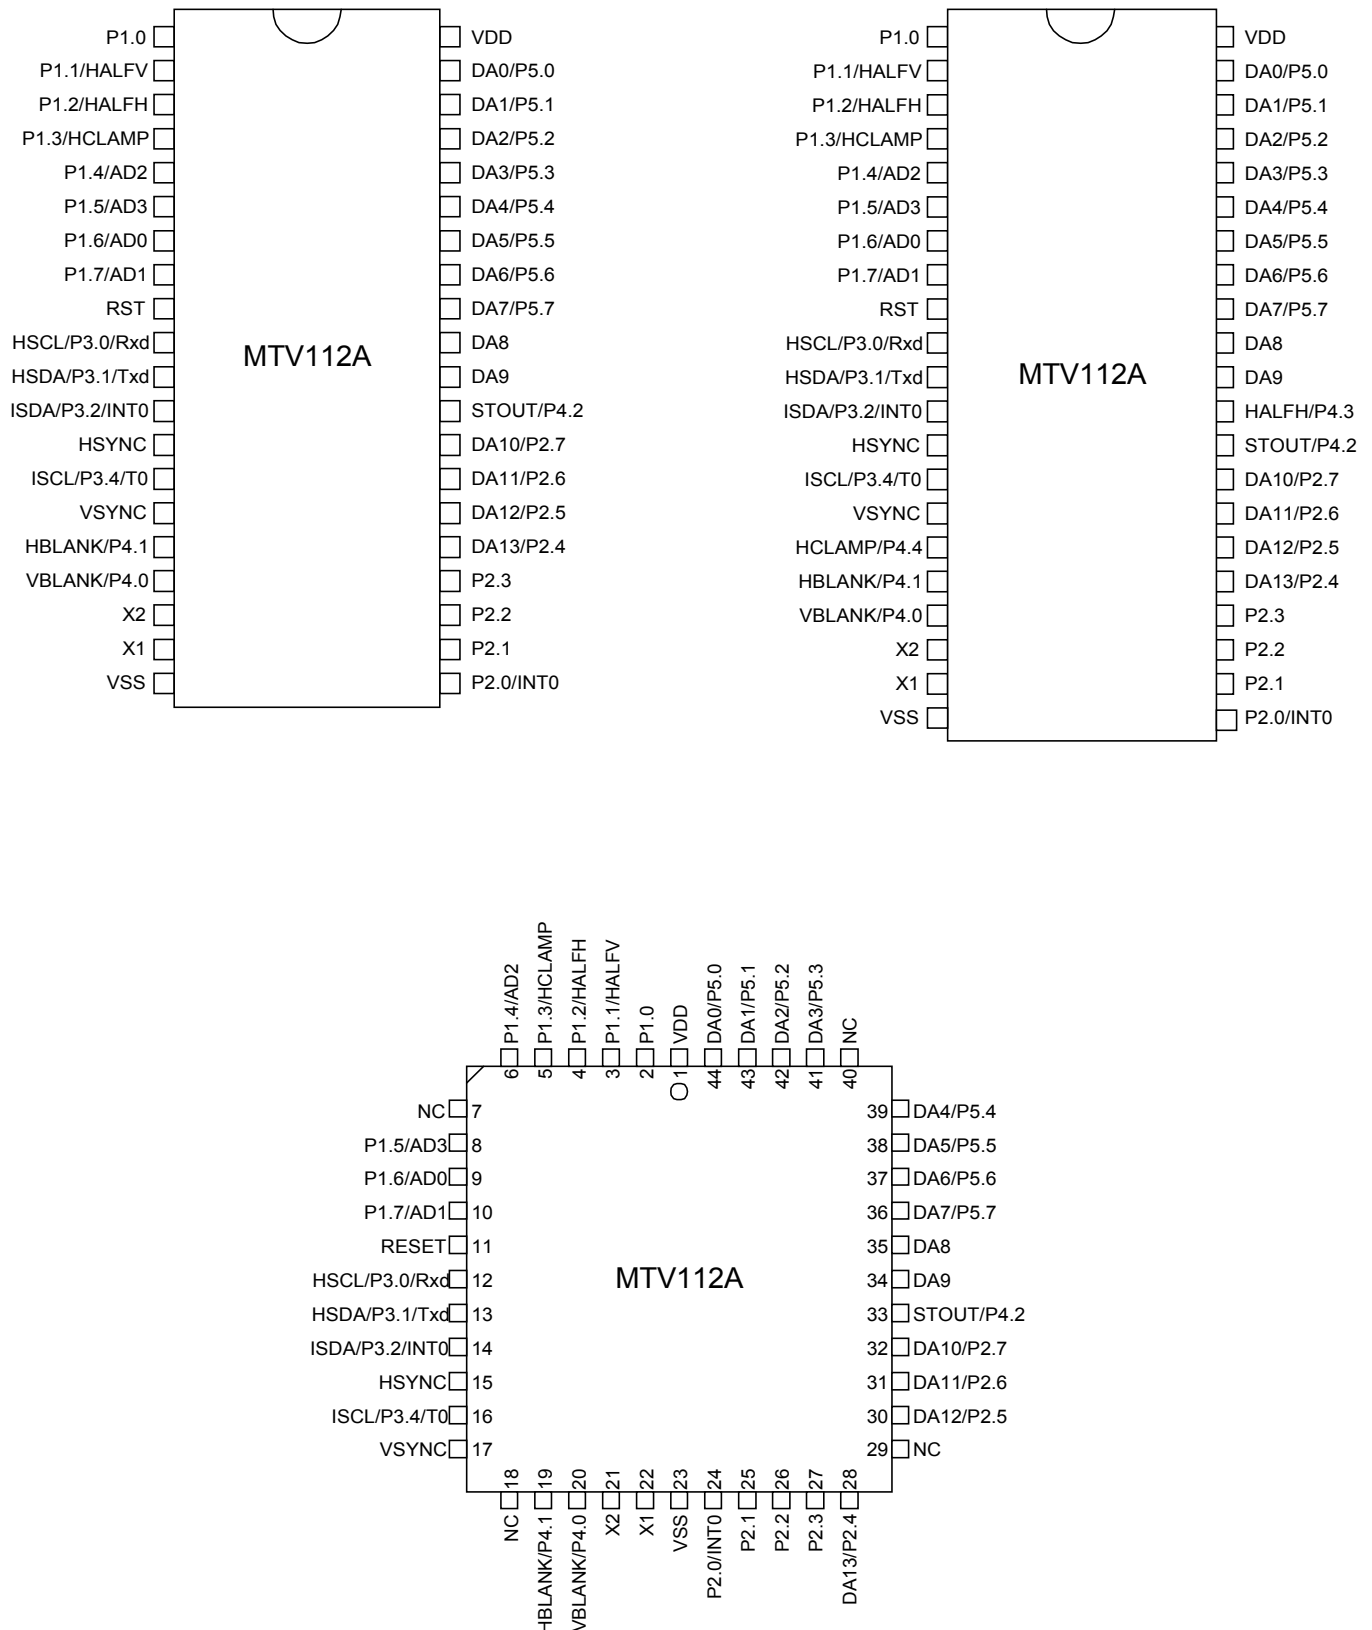 P1.0
P1.1/HALFV
P1.2/HALFH
P1.3/HCLAMP
P1.4/AD2
P1.5/AD3
P1.6/AD0
P1.7/AD1
RST
HSCL/P3.0/Rxd
HSDA/P3.1/Txd
ISDA/P3.2/INT0
HSYNC
ISCL/P3.4/T0
VSYNC
HBLANK/P4.1
VBLANK/P4.0
X2
X1
VSS
MTV112A
VDD
DA0/P5.0
DA1/P5.1
DA2/P5.2
DA3/P5.3
DA4/P5.4
DA5/P5.5
DA6/P5.6
DA7/P5.7
DA8
DA9
STOUT/P4.2
DA10/P2.7
DA11/P2.6
DA12/P2.5
DA13/P2.4
P2.3
P2.2
P2.1
P2.0/INT0
P1.0
P1.1/HALFV
P1.2/HALFH
P1.3/HCLAMP
P1.4/AD2
P1.5/AD3
P1.6/AD0
P1.7/AD1
RST
HSCL/P3.0/Rxd
HSDA/P3.1/Txd
ISDA/P3.2/INT0
HSYNC
ISCL/P3.4/T0
VSYNC
HCLAMP/P4.4
HBLANK/P4.1
VBLANK/P4.0
X2
X1
VSS
MTV112A
VDD
DA0/P5.0
DA1/P5.1
DA2/P5.2
DA3/P5.3
DA4/P5.4
DA5/P5.5
DA6/P5.6
DA7/P5.7
DA8
DA9
HALFH/P4.3
STOUT/P4.2
DA10/P2.7
DA11/P2.6
DA12/P2.5
DA13/P2.4
P2.3
P2.2
P2.1
P2.0/INT0
6 P1.4/AD2
5 P1.3/HCLAMP
4 P1.2/HALFH
3 P1.1/HALFV
2 P1.0
1 VDD
44 DA0/P5.0
43 DA1/P5.1
42 DA2/P5.2
41 DA3/P5.3
40 NC
NC 7
P1.5/AD3 8
P1.6/AD0 9
P1.7/AD1 10
RESET 11
HSCL/P3.0/Rxd 12
HSDA/P3.1/Txd 13
ISDA/P3.2/INT0 14
HSYNC 15
ISCL/P3.4/T0 16
VSYNC 17
MTV112A
39 DA4/P5.4
38 DA5/P5.5
37 DA6/P5.6
36 DA7/P5.7
35 DA8
34 DA9
33 STOUT/P4.2
32 DA10/P2.7
31 DA11/P2.6
30 DA12/P2.5
29 NC
NC 18
HBLANK/P4.1 19
VBLANK/P4.0 20
X2 21
X1 22
VSS 23
P2.0/INT0 24
P2.1 25
P2.2 26
P2.3 27
DA13/P2.4 28